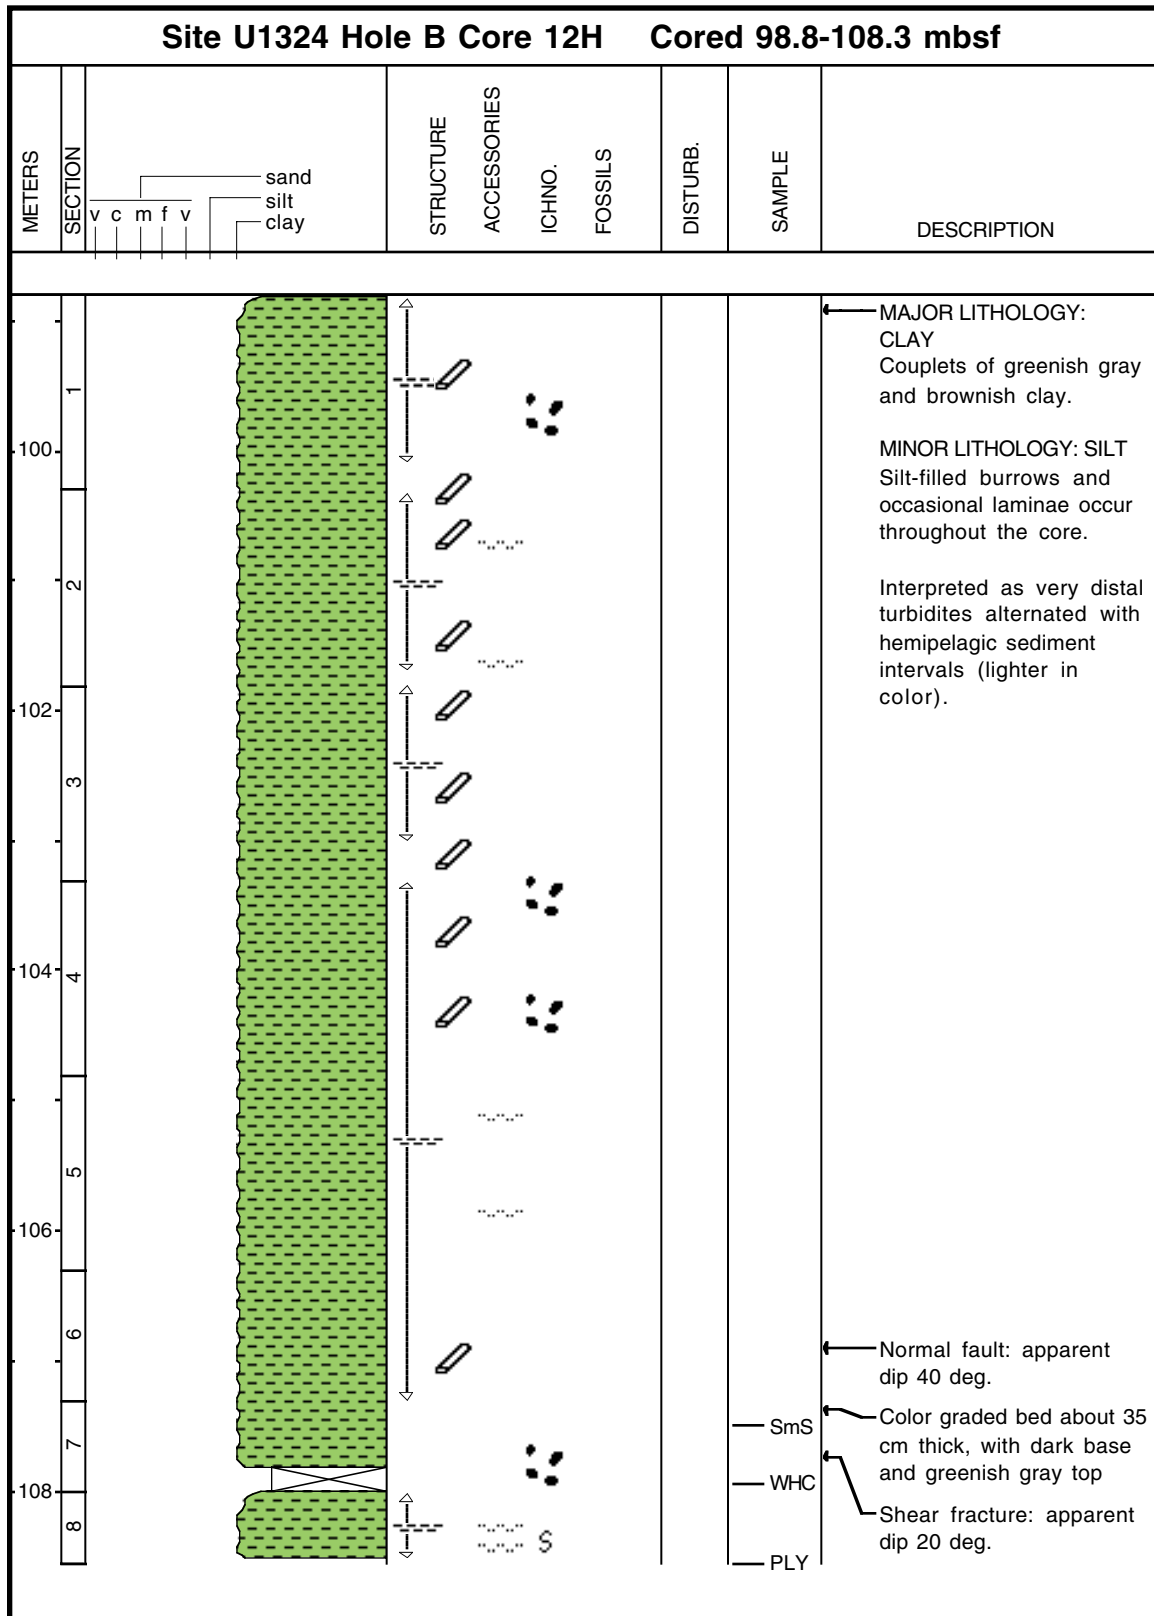 Site U1324 Hole B Core 12H Cored 98.8-108.3 mbsf
METERS
SECTION
v c m f v
sand
silt
clay
STRUCTURE
ACCESSORIES
ICHNO.
FOSSILS
DISTURB.
SAMPLE
DESCRIPTION
MAJOR LITHOLOGY:
CLAY
Couplets of greenish gray
and brownish clay.
MINOR LITHOLOGY: SILT
Silt-filled burrows and
occasional laminae occur
throughout the core.
Interpreted as very distal
turbidites alternated with
hemipelagic sediment
intervals (lighter in
color).
1
100
2
102
3
4
104
5
106
6
Normal fault: apparent
dip 40 deg.
7
SmS
Color graded bed about 35
cm thick, with dark base
and greenish gray top
108
WHC
8
S
Shear fracture: apparent
dip 20 deg.
PLY